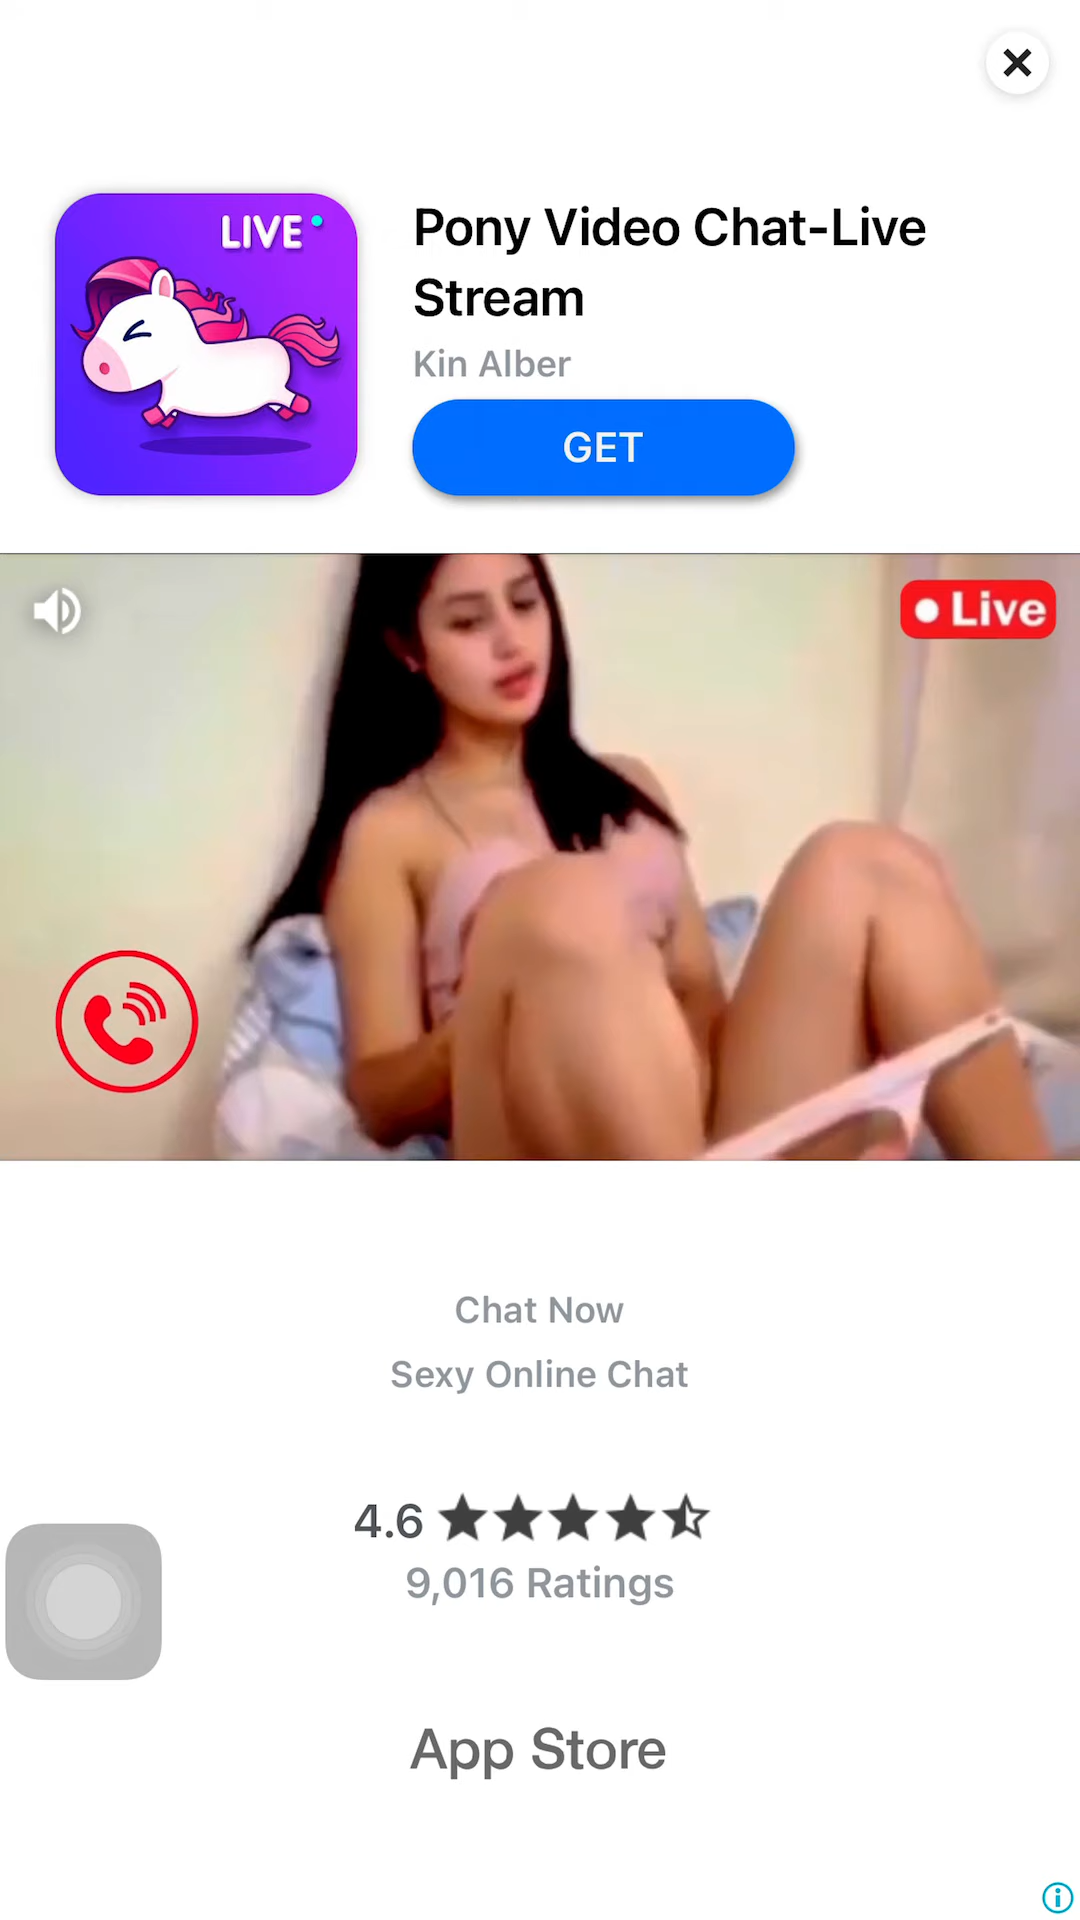 LIVE
Pony Video Chat-Live
Stream
Kin Alber
GET
Live
Chat Now
Sexy Online Chat
4.6
9,016 Ratings
App Store